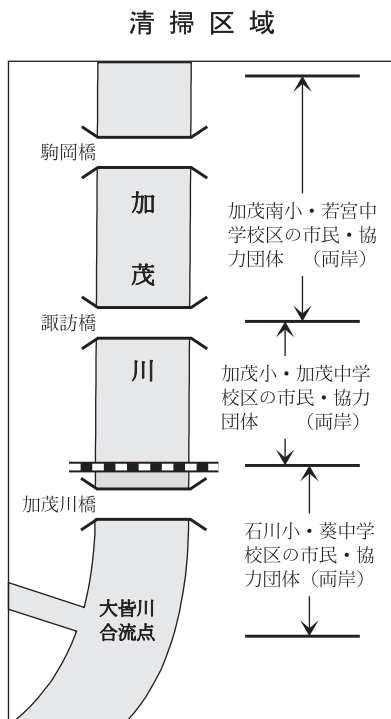 清掃区域
駒岡橋
加
茂
川
加茂南小・若宮中
学校区の市民・協
力団体　（両岸）
諏訪橋
加茂小・加茂中学
校区の市民・協力
団体　　（両岸）
加茂川橋
石川小・葵中学
校区の市民・協
力団体（両岸）
大皆川
合流点